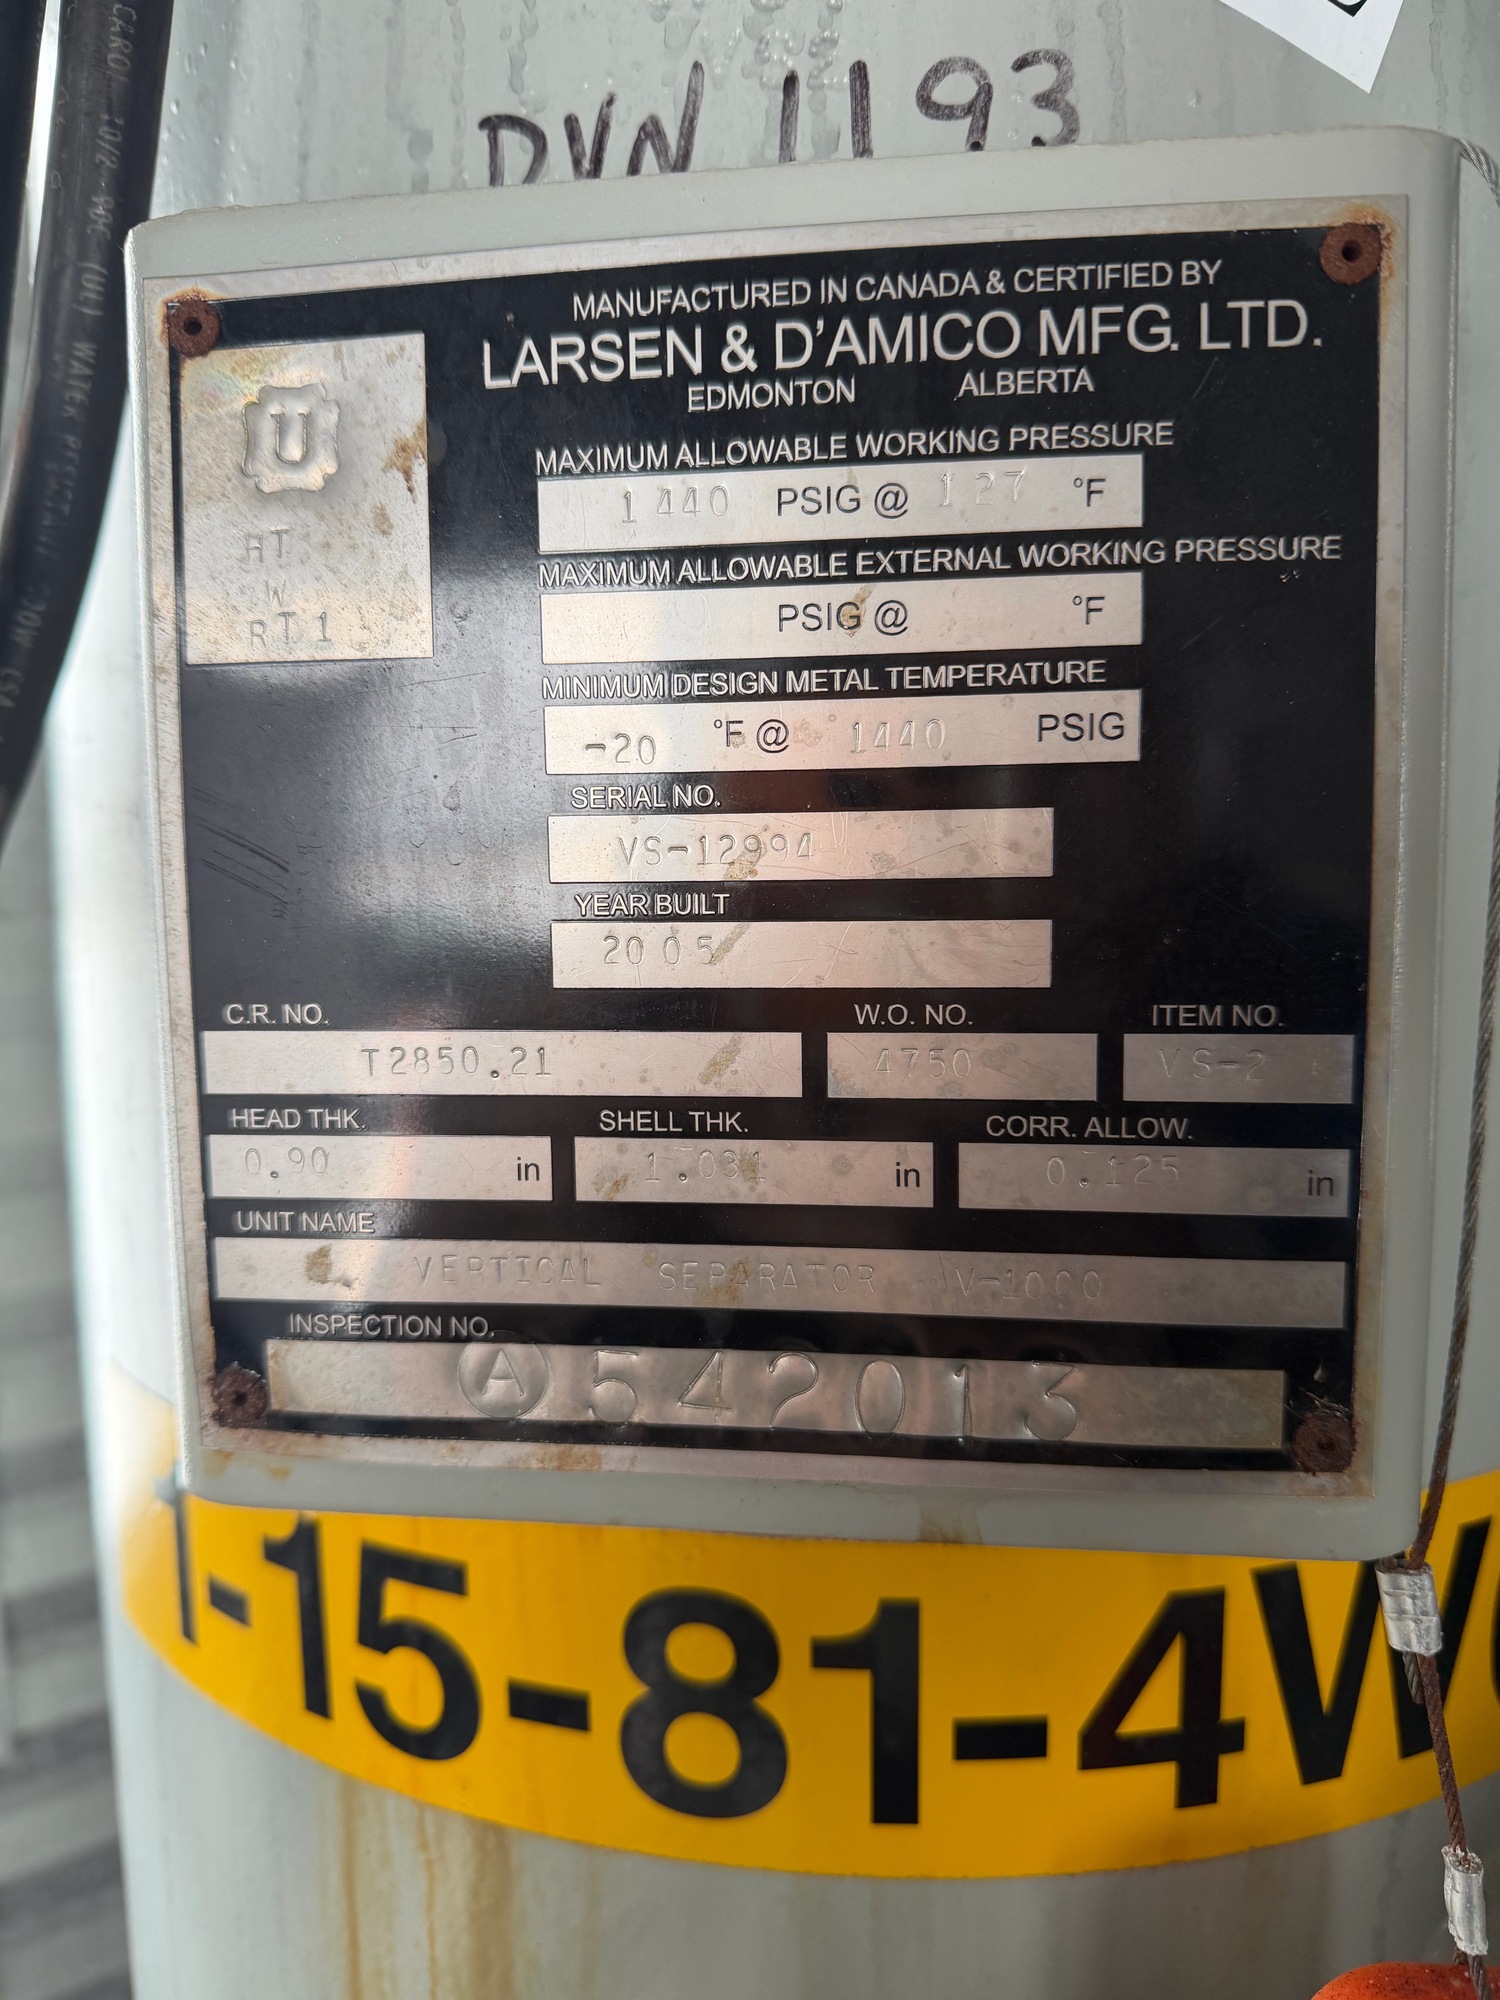 DVN 1193
MANUFACTURED IN CANADA & CERTIFIED BY
LARSEN & D'AMICO MFG. LTD.
EDMONTON ALBERTA
U
HT
W
RT1
MAXIMUM ALLOWABLE WORKING PRESSURE
1440 PSIG @ 127 °F
MAXIMUM ALLOWABLE EXTERNAL WORKING PRESSURE
PSIG @ °F
MINIMUM DESIGN METAL TEMPERATURE
-20 °F @ 1440 PSIG
SERIAL NO.
VS-12994
YEAR BUILT
2005
C.R. NO. W.O. NO. ITEM NO.
T2850.21 4750 VS-2
HEAD THK. SHELL THK. CORR. ALLOW.
0.90 in 1.031 in 0.125 in
UNIT NAME
VERTICAL SEPARATOR V-1000
INSPECTION NO.
A 542013
1-15-81-4W